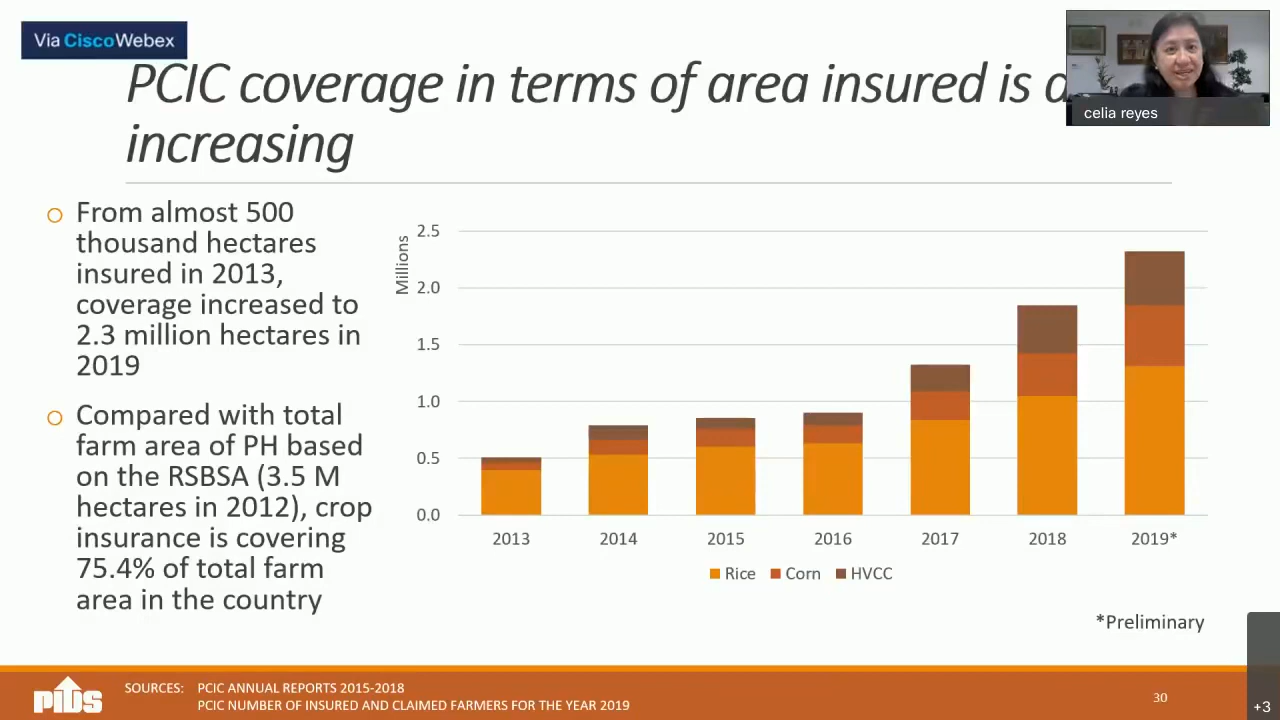 Via CiscoWebex
celia reyes
PCIC coverage in terms of area insured is
increasing
From almost 500
thousand hectares
insured in 2013,
coverage increased to
2.3 million hectares in
2019
Compared with total
farm area of PH based
on the RSBSA (3.5 M
hectares in 2012), crop
insurance is covering
75.4% of total farm
area in the country
Millions
2.5
2.0
1.5
1.0
0.5
0.0
2013 2014 2015 2016 2017 2018 2019*
Rice Corn HVCC
*Preliminary
PIDS
SOURCES: PCIC ANNUAL REPORTS 2015-2018
PCIC NUMBER OF INSURED AND CLAIMED FARMERS FOR THE YEAR 2019
30
+3